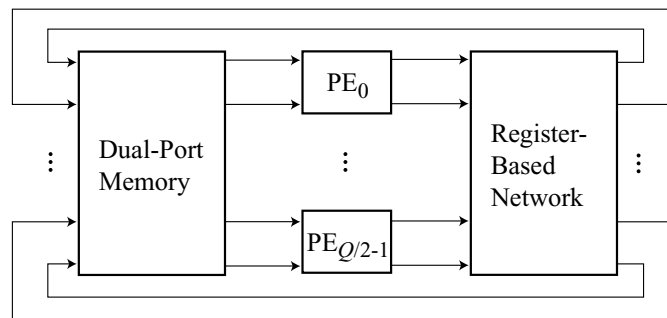 PE0
Dual-Port
Memory
Register-
Based
Network
PEQ/2-1